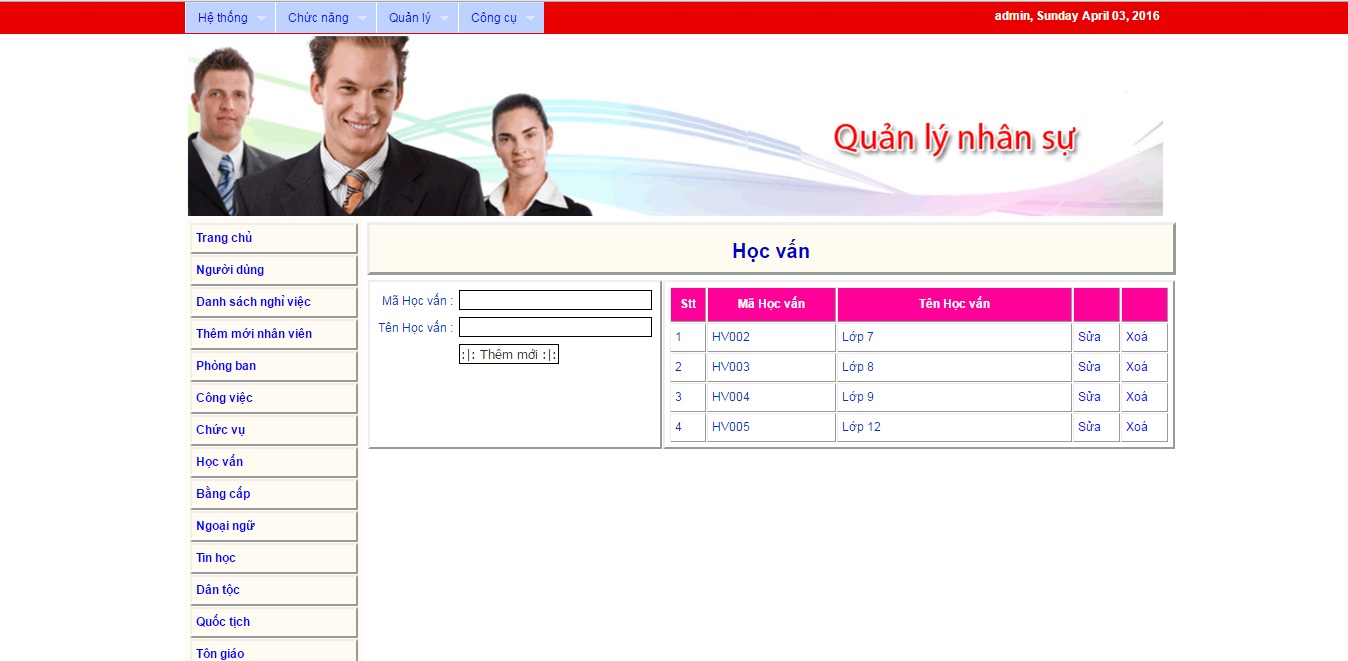 Hệ thống Chức năng Quản lý Công cụ admin, Sunday April 03, 2016
Quản lý nhân sự
Trang chủ
Người dùng
Danh sách nghỉ việc
Thêm mới nhân viên
Phòng ban
Công việc
Chức vụ
Học vấn
Bằng cấp
Ngoại ngữ
Tin học
Dân tộc
Quốc tịch
Tôn giáo
Học vấn
Mã Học vấn :
Tên Học vấn :
:|: Thêm mới :|:
Stt Mã Học vấn Tên Học vấn
1 HV002 Lớp 7 Sửa Xoá
2 HV003 Lớp 8 Sửa Xoá
3 HV004 Lớp 9 Sửa Xoá
4 HV005 Lớp 12 Sửa Xoá